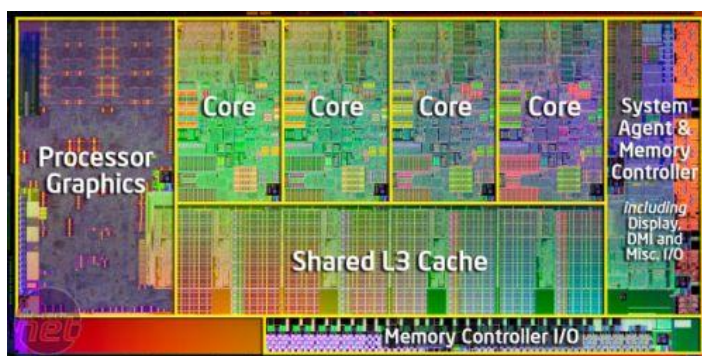 Processor
Graphics
Core
Core
Core
Core
System
Agent &
Memory
Controller
including
Display,
DMI and
Misc. I/O
Shared L3 Cache
Memory Controller I/O
net